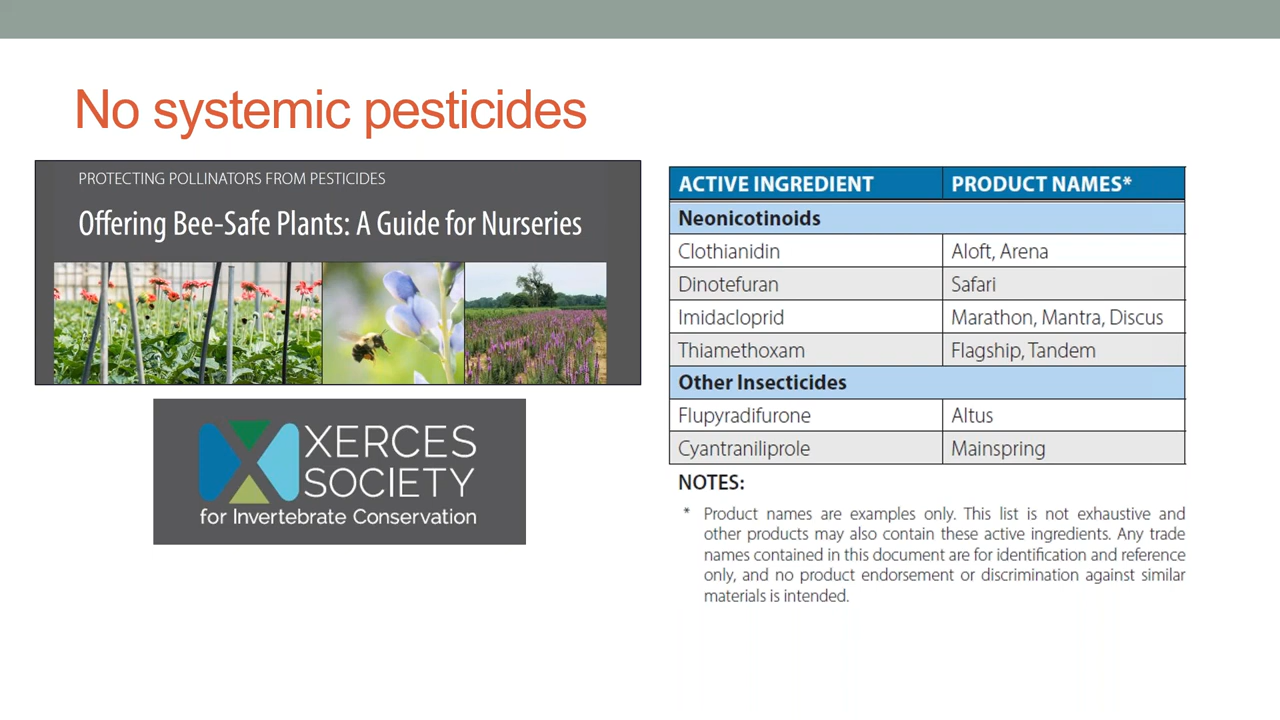 No systemic pesticides
PROTECTING POLLINATORS FROM PESTICIDES
Offering Bee-Safe Plants: A Guide for Nurseries
XERCES
SOCIETY
for Invertebrate Conservation
ACTIVE INGREDIENT PRODUCT NAMES*
Neonicotinoids
Clothianidin Aloft, Arena
Dinotefuran Safari
Imidacloprid Marathon, Mantra, Discus
Thiamethoxam Flagship, Tandem
Other Insecticides
Flupyradifurone Altus
Cyantraniliprole Mainspring
NOTES:
* Product names are examples only. This list is not exhaustive and
other products may also contain these active ingredients. Any trade
names contained in this document are for identification and reference
only, and no product endorsement or discrimination against similar
materials is intended.